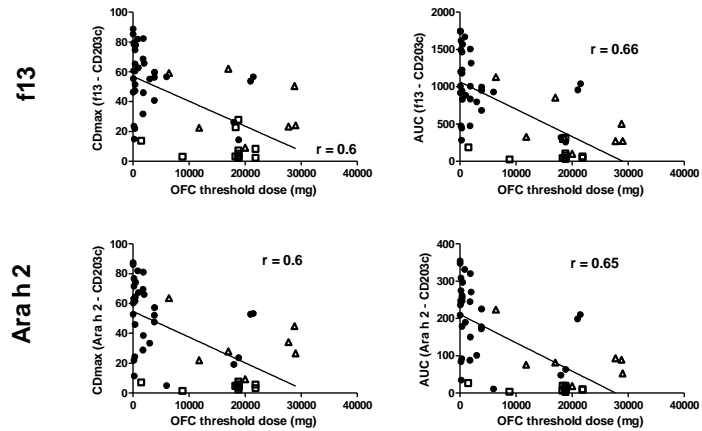 f13
CDmax (f13 - CD203c)
100
80
60
40
20
0
r = 0.6
0 10000 20000 30000 40000
OFC threshold dose (mg)
AUC (f13 - CD203c)
2000
1500
1000
500
0
r = 0.66
0 10000 20000 30000 40000
OFC threshold dose (mg)
Ara h 2
CDmax (Ara h 2 - CD203c)
100
80
60
40
20
0
r = 0.6
0 10000 20000 30000 40000
OFC threshold dose (mg)
AUC (Ara h 2 - CD203c)
400
300
200
100
0
r = 0.65
0 10000 20000 30000 40000
OFC threshold dose (mg)